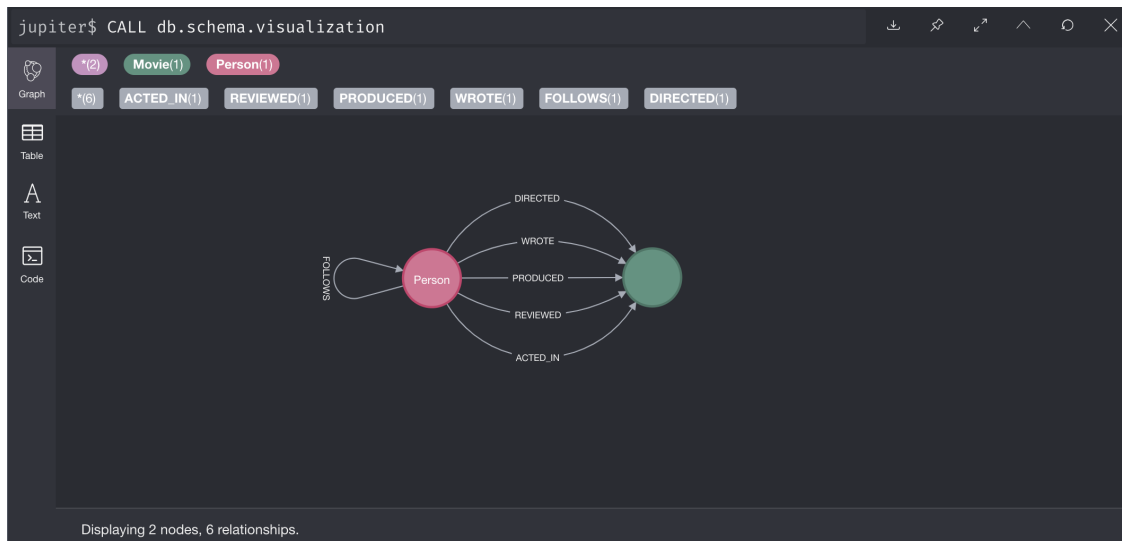 jupiter$ CALL db.schema.visualization
*(2) Movie(1) Person(1)
*(6) ACTED_IN(1) REVIEWED(1) PRODUCED(1) WROTE(1) FOLLOWS(1) DIRECTED(1)
Graph
Table
Text
Code
DIRECTED
WROTE
FOLLOWS
Person
PRODUCED
REVIEWED
ACTED_IN
Displaying 2 nodes, 6 relationships.